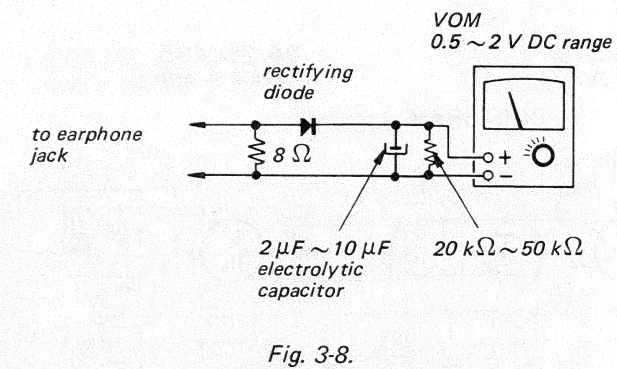 VOM
0.5 ~ 2 V DC range
rectifying
diode
to earphone
jack
8 Ω
+
−
2 μF ~ 10 μF
electrolytic
capacitor
20 kΩ ~ 50 kΩ
Fig. 3-8.